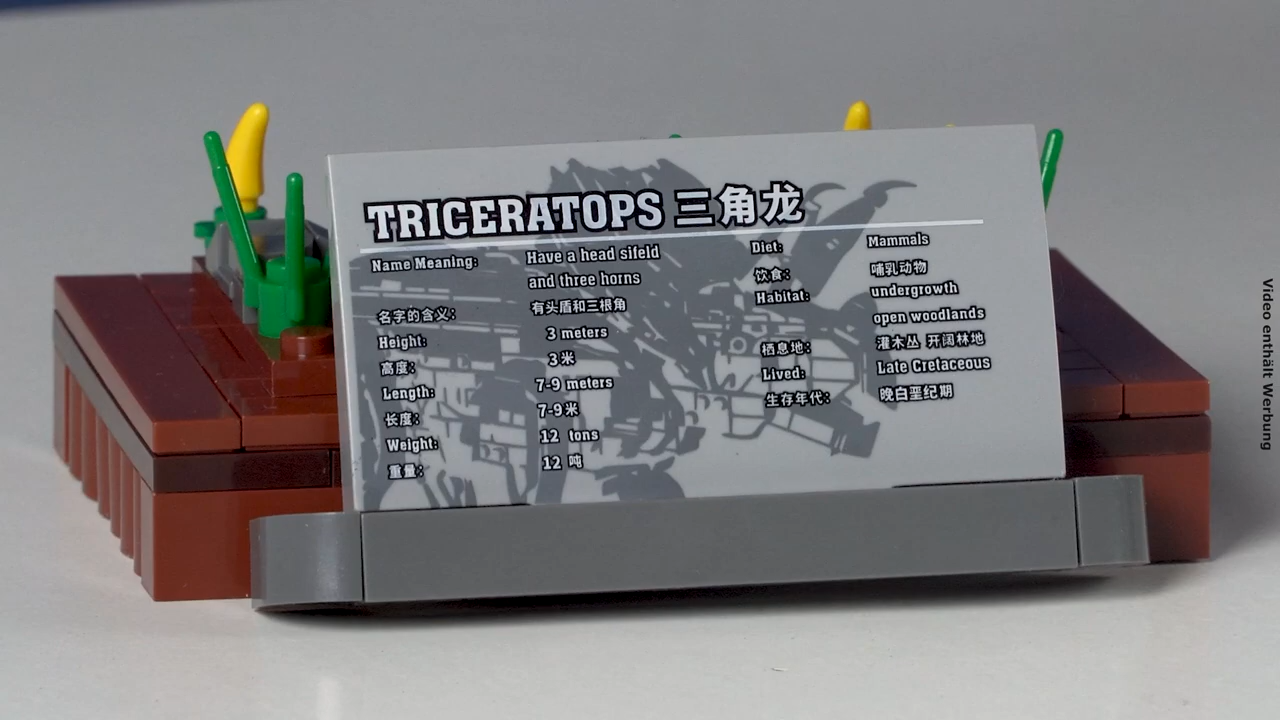 TRICERATOPS 三角龙
Name Meaning: Have a head sifeld
and three horns
名字的含义: 有头盾和三根角
Height: 3 meters
高度: 3米
Length: 7-9 meters
长度: 7-9米
Weight: 12 tons
重量: 12 吨
Diet: Mammals
饮食: 哺乳动物
Habitat: undergrowth
open woodlands
栖息地: 灌木丛 开阔林地
Lived: Late Cretaceous
生存年代: 晚白垩纪期
Video enthält Werbung